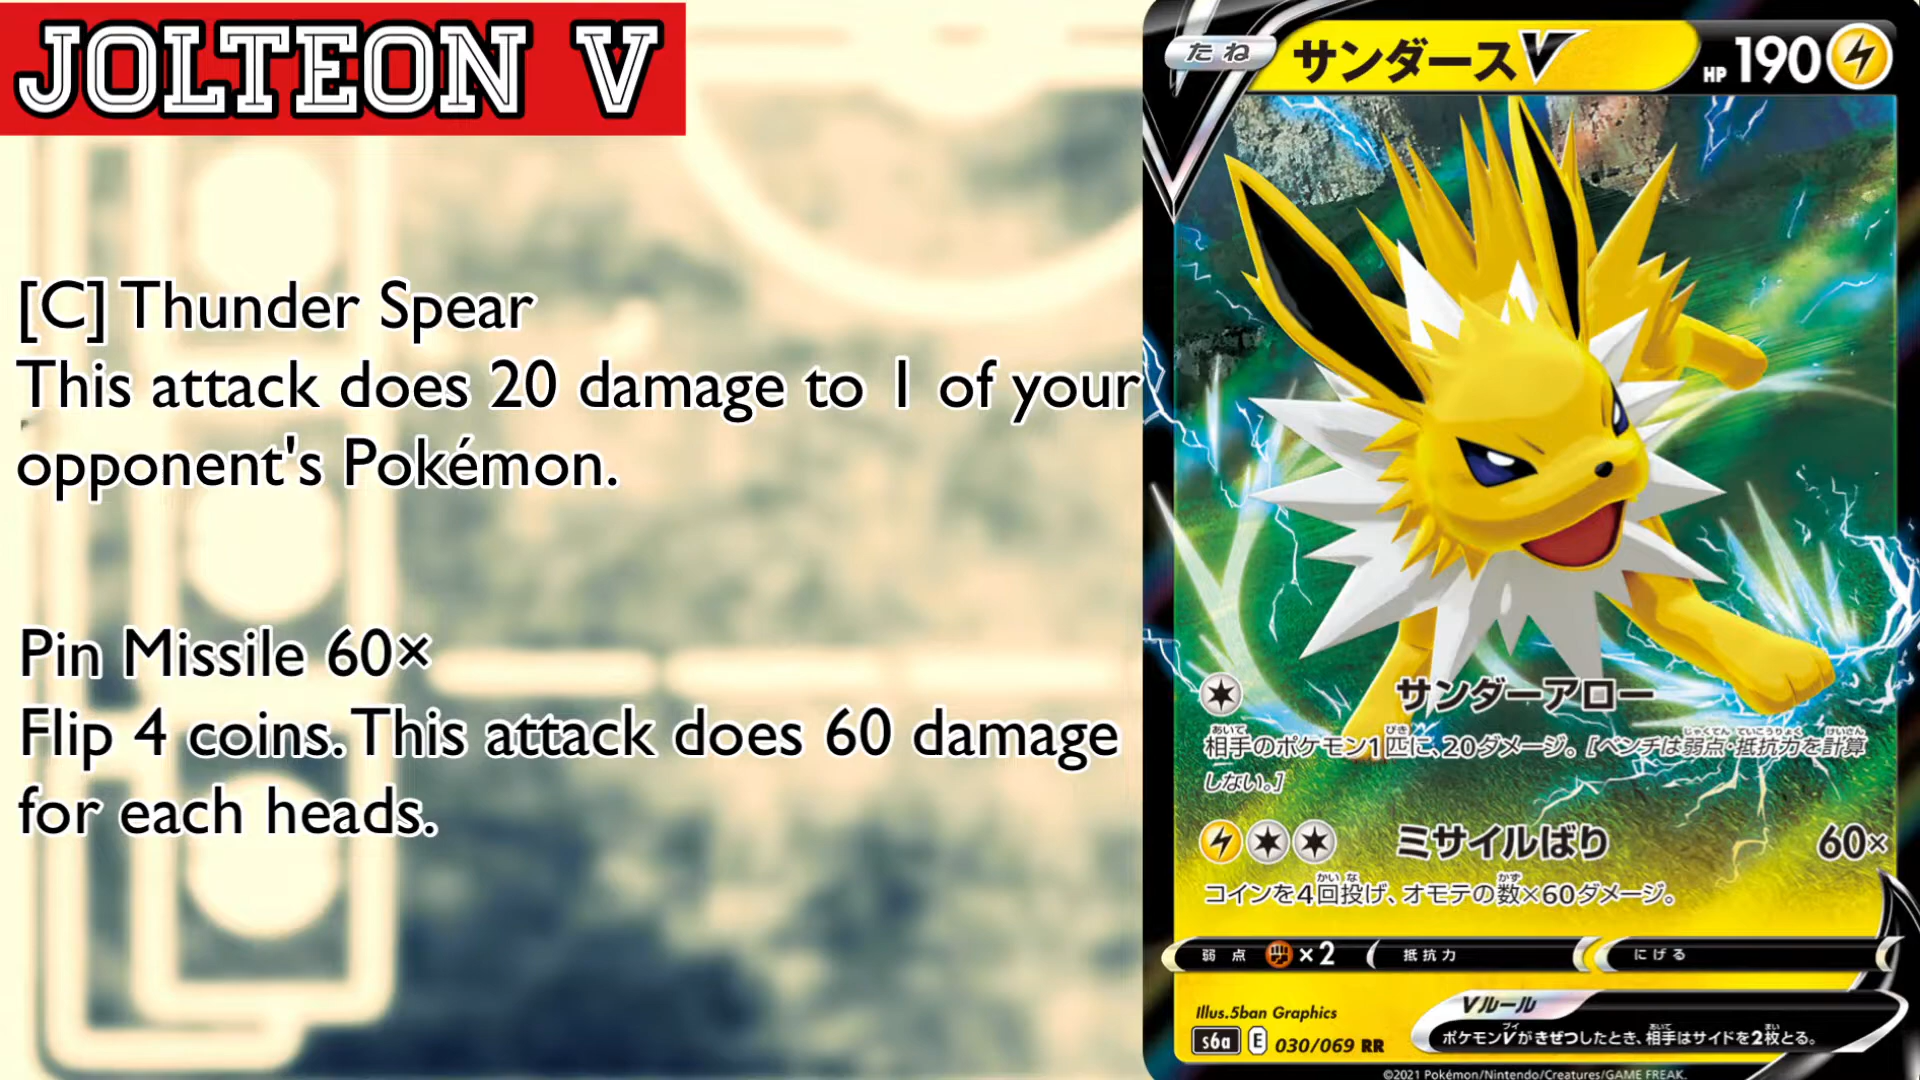 JOLTEON V
[C] Thunder Spear
This attack does 20 damage to 1 of your
opponent's Pokémon.
Pin Missile 60×
Flip 4 coins. This attack does 60 damage
for each heads.
たね サンダースV HP 190
サンダーアロー
相手のポケモン1匹に、20ダメージ。[ベンチは弱点・抵抗力を計算
しない。]
ミサイルばり 60×
コインを4回投げ、オモテの数×60ダメージ。
弱点 ×2 抵抗力 にげる
Illus.5ban Graphics
Vルール
s6a E 030/069 RR
ポケモンVがきぜつしたとき、相手はサイドを2枚とる。
©2021 Pokémon/Nintendo/Creatures/GAME FREAK.